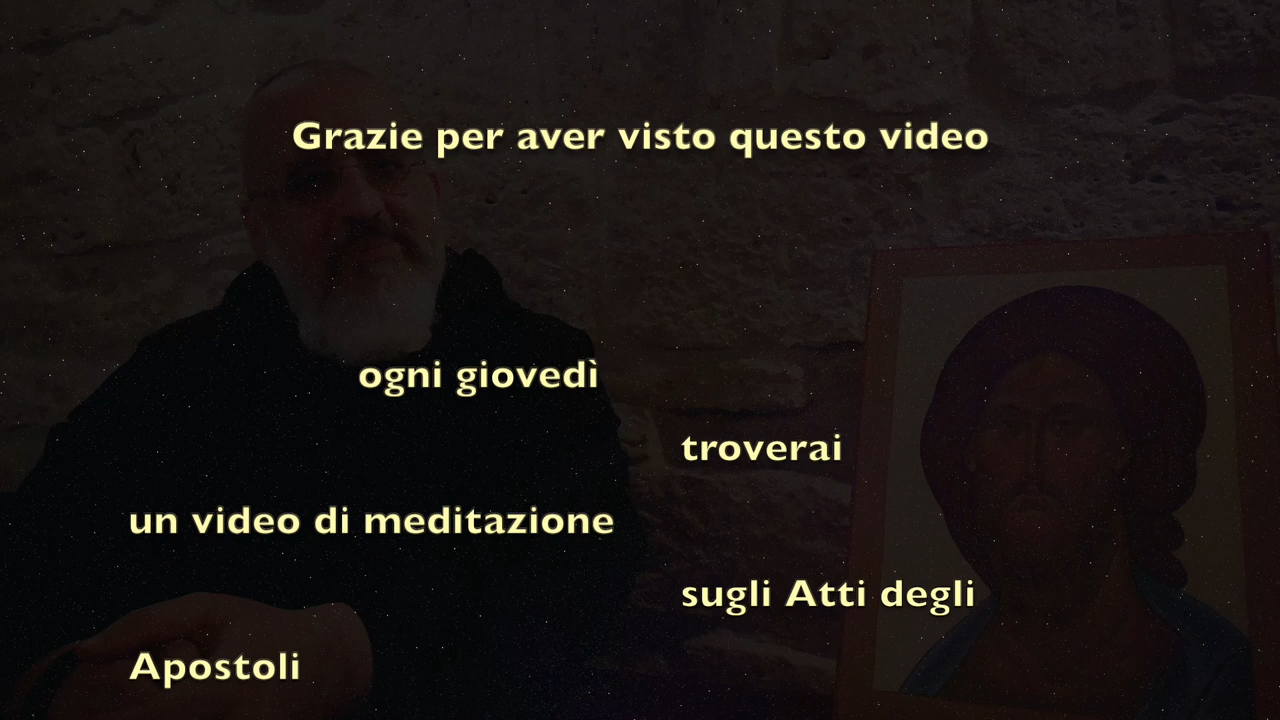 Grazie per aver visto questo video
ogni giovedì
troverai
un video di meditazione
sugli Atti degli
Apostoli